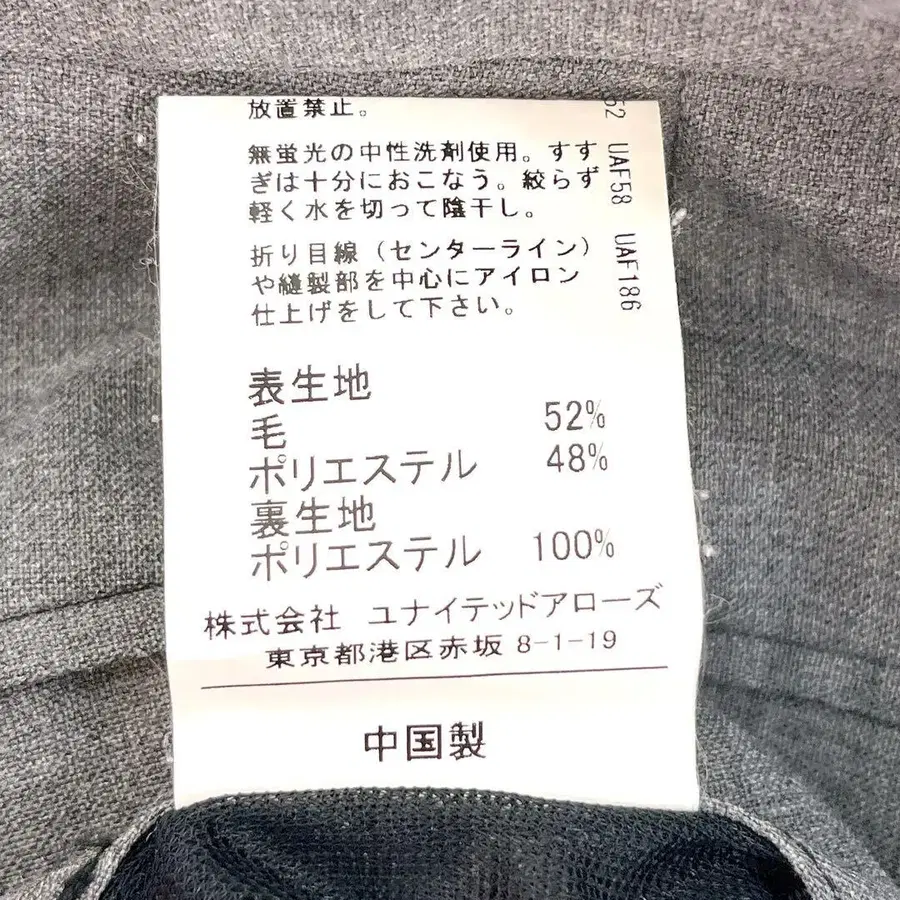 放置禁止。
無蛍光の中性洗剤使用。すす
ぎは十分におこなう。絞らず
軽く水を切って陰干し。
折り目線（センターライン）
や縫製部を中心にアイロン
仕上げをして下さい。
表生地
毛 52%
ポリエステル 48%
裏生地
ポリエステル 100%
株式会社 ユナイテッドアローズ
東京都港区赤坂 8-1-19
中国製
52 UAF58 UAF186